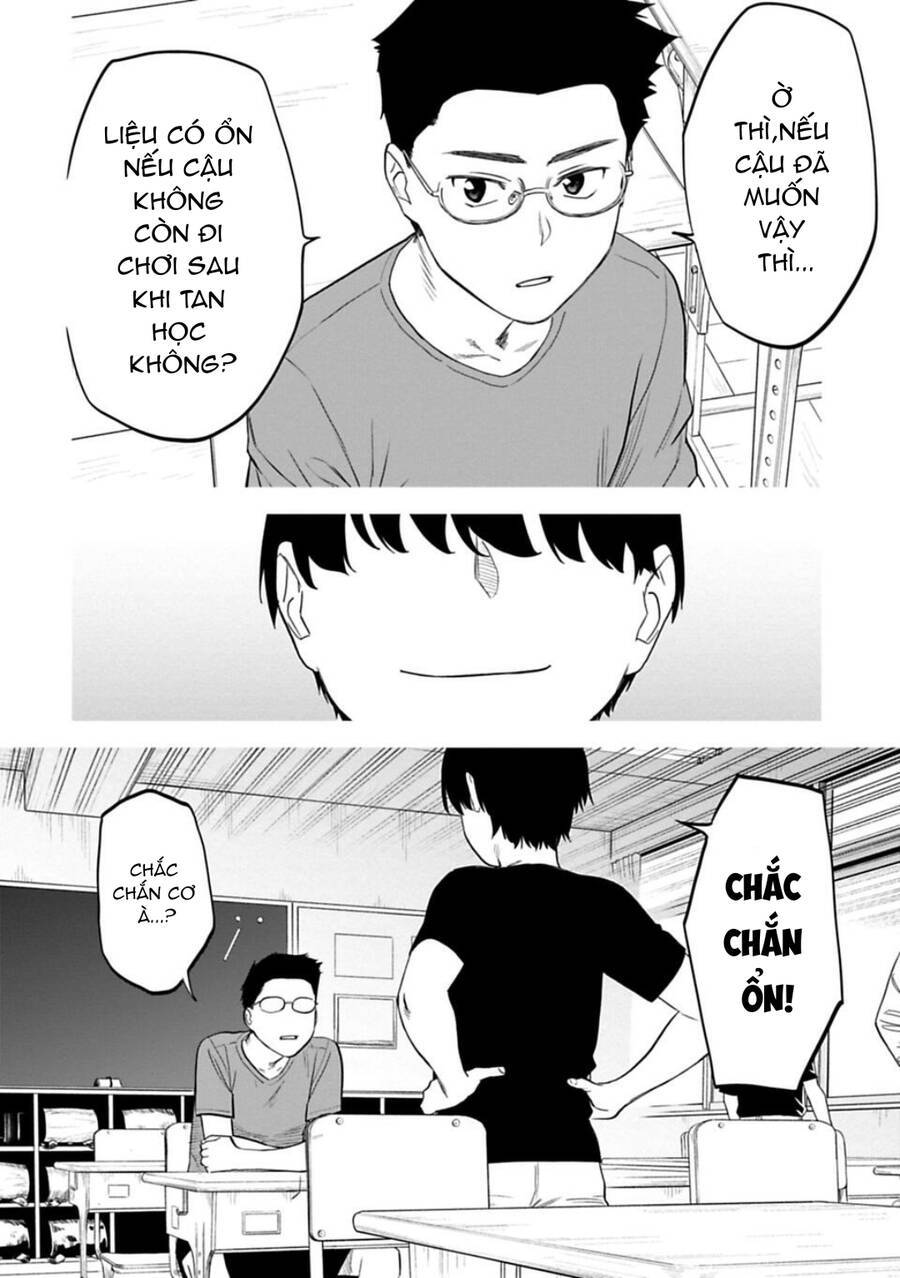 Ờ
THÌ,NẾU
CẬU ĐÃ
MUỐN
VẬY
THÌ...
LIỆU CÓ ỔN
NẾU CẬU
KHÔNG
CÒN ĐI
CHƠI SAU
KHI TAN
HỌC
KHÔNG?
CHẮC
CHẮN
ỔN!
CHẮC
CHẮN CƠ
À...?